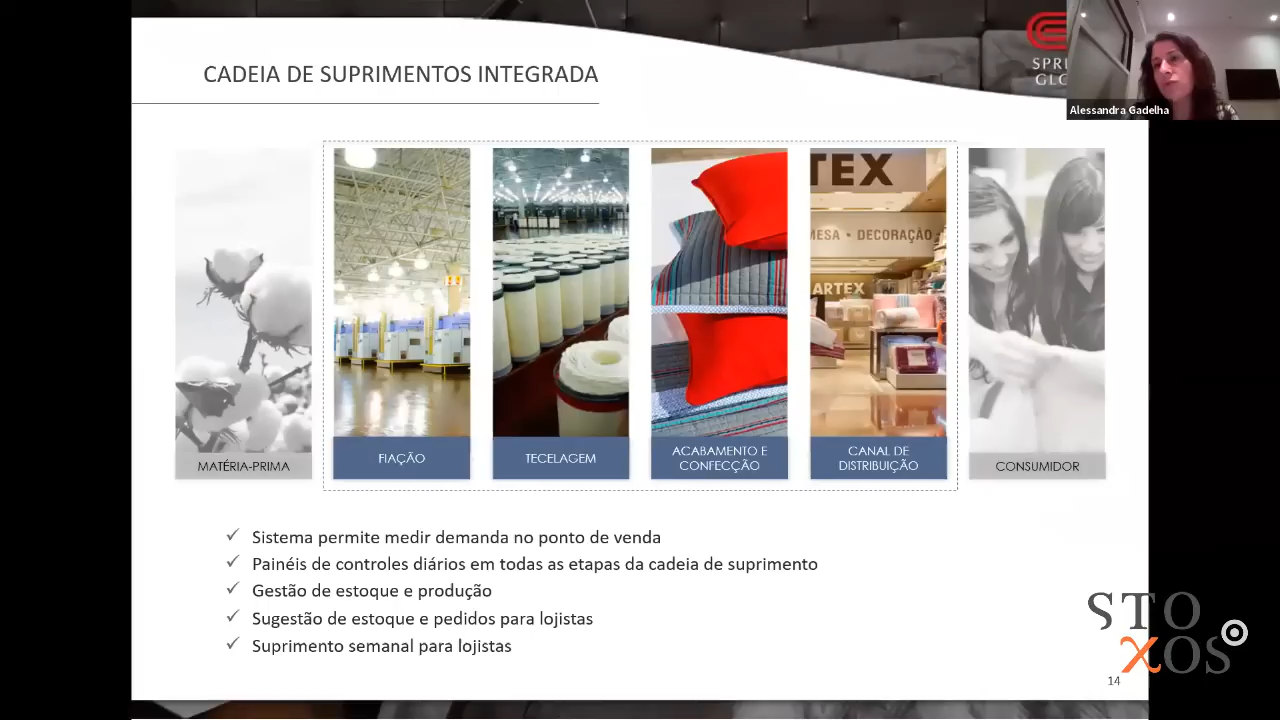 CADEIA DE SUPRIMENTOS INTEGRADA
SPRI
GLO
Alessandra Gadelha
TEX
MESA • DECORAÇÃO
ARTEX
MATÉRIA-PRIMA
FIAÇÃO
TECELAGEM
ACABAMENTO E
CONFECÇÃO
CANAL DE
DISTRIBUIÇÃO
CONSUMIDOR
✓ Sistema permite medir demanda no ponto de venda
✓ Painéis de controles diários em todas as etapas da cadeia de suprimento
✓ Gestão de estoque e produção
✓ Sugestão de estoque e pedidos para lojistas
✓ Suprimento semanal para lojistas
STO
XOS
14